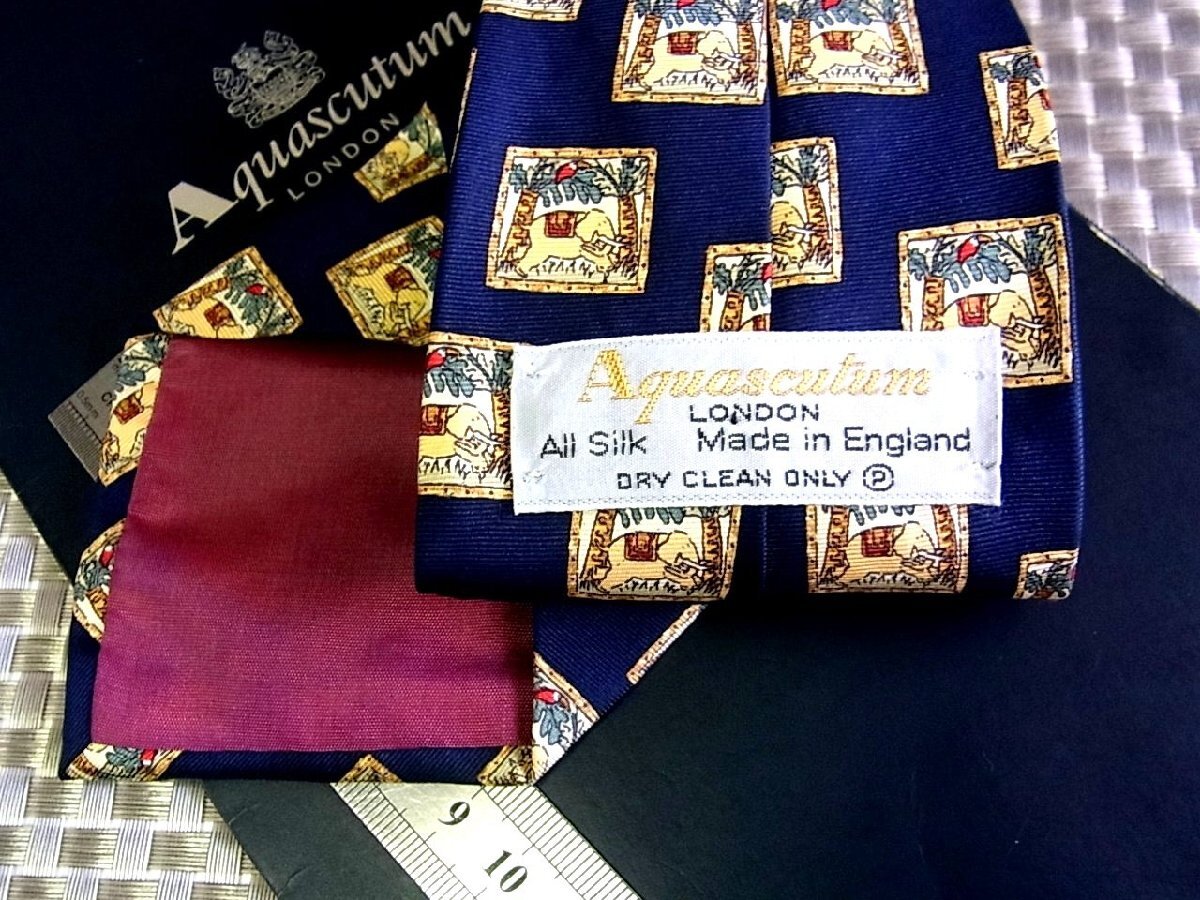 Aquascutum
LONDON
Aquascutum
LONDON
All Silk Made in England
DRY CLEAN ONLY Ⓟ
9
10